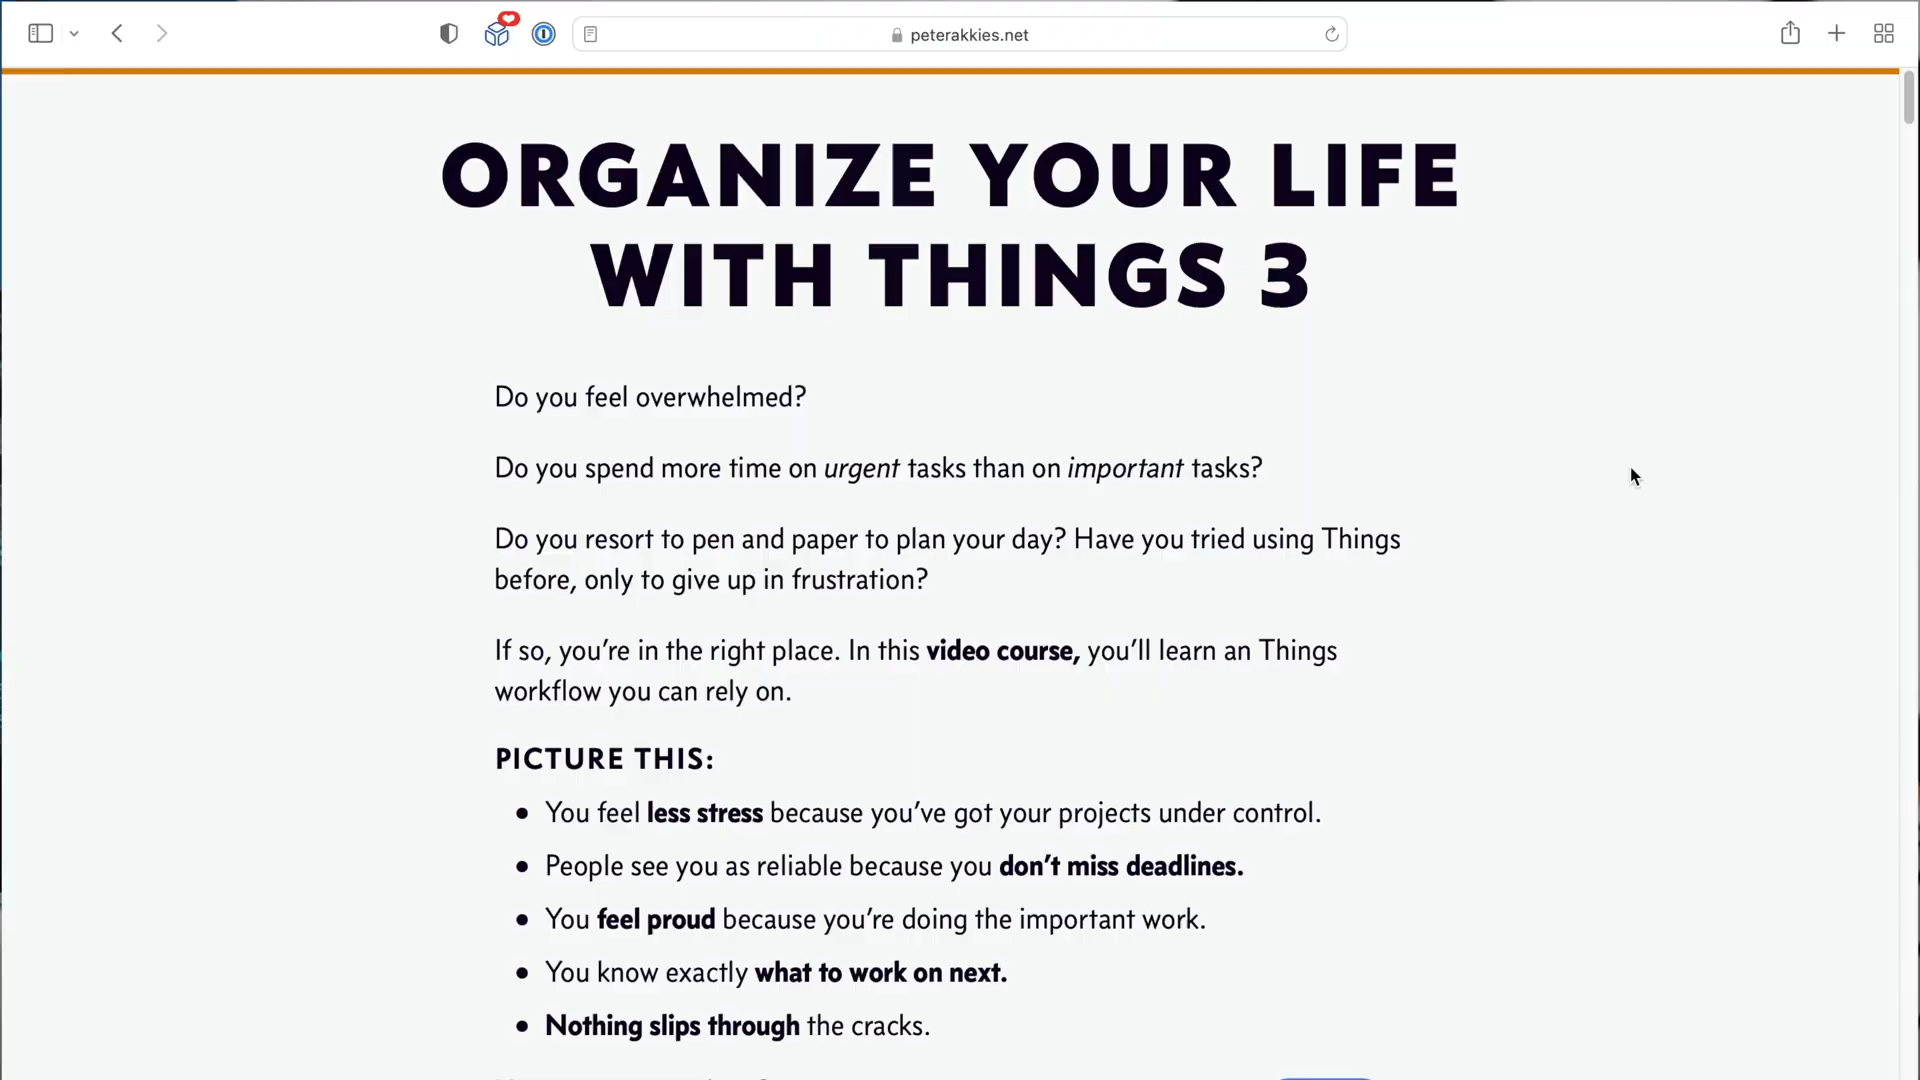 peterakkies.net
ORGANIZE YOUR LIFE
WITH THINGS 3
Do you feel overwhelmed?
Do you spend more time on urgent tasks than on important tasks?
Do you resort to pen and paper to plan your day? Have you tried using Things
before, only to give up in frustration?
If so, you’re in the right place. In this video course, you’ll learn an Things
workflow you can rely on.
PICTURE THIS:
• You feel less stress because you’ve got your projects under control.
• People see you as reliable because you don’t miss deadlines.
• You feel proud because you’re doing the important work.
• You know exactly what to work on next.
• Nothing slips through the cracks.